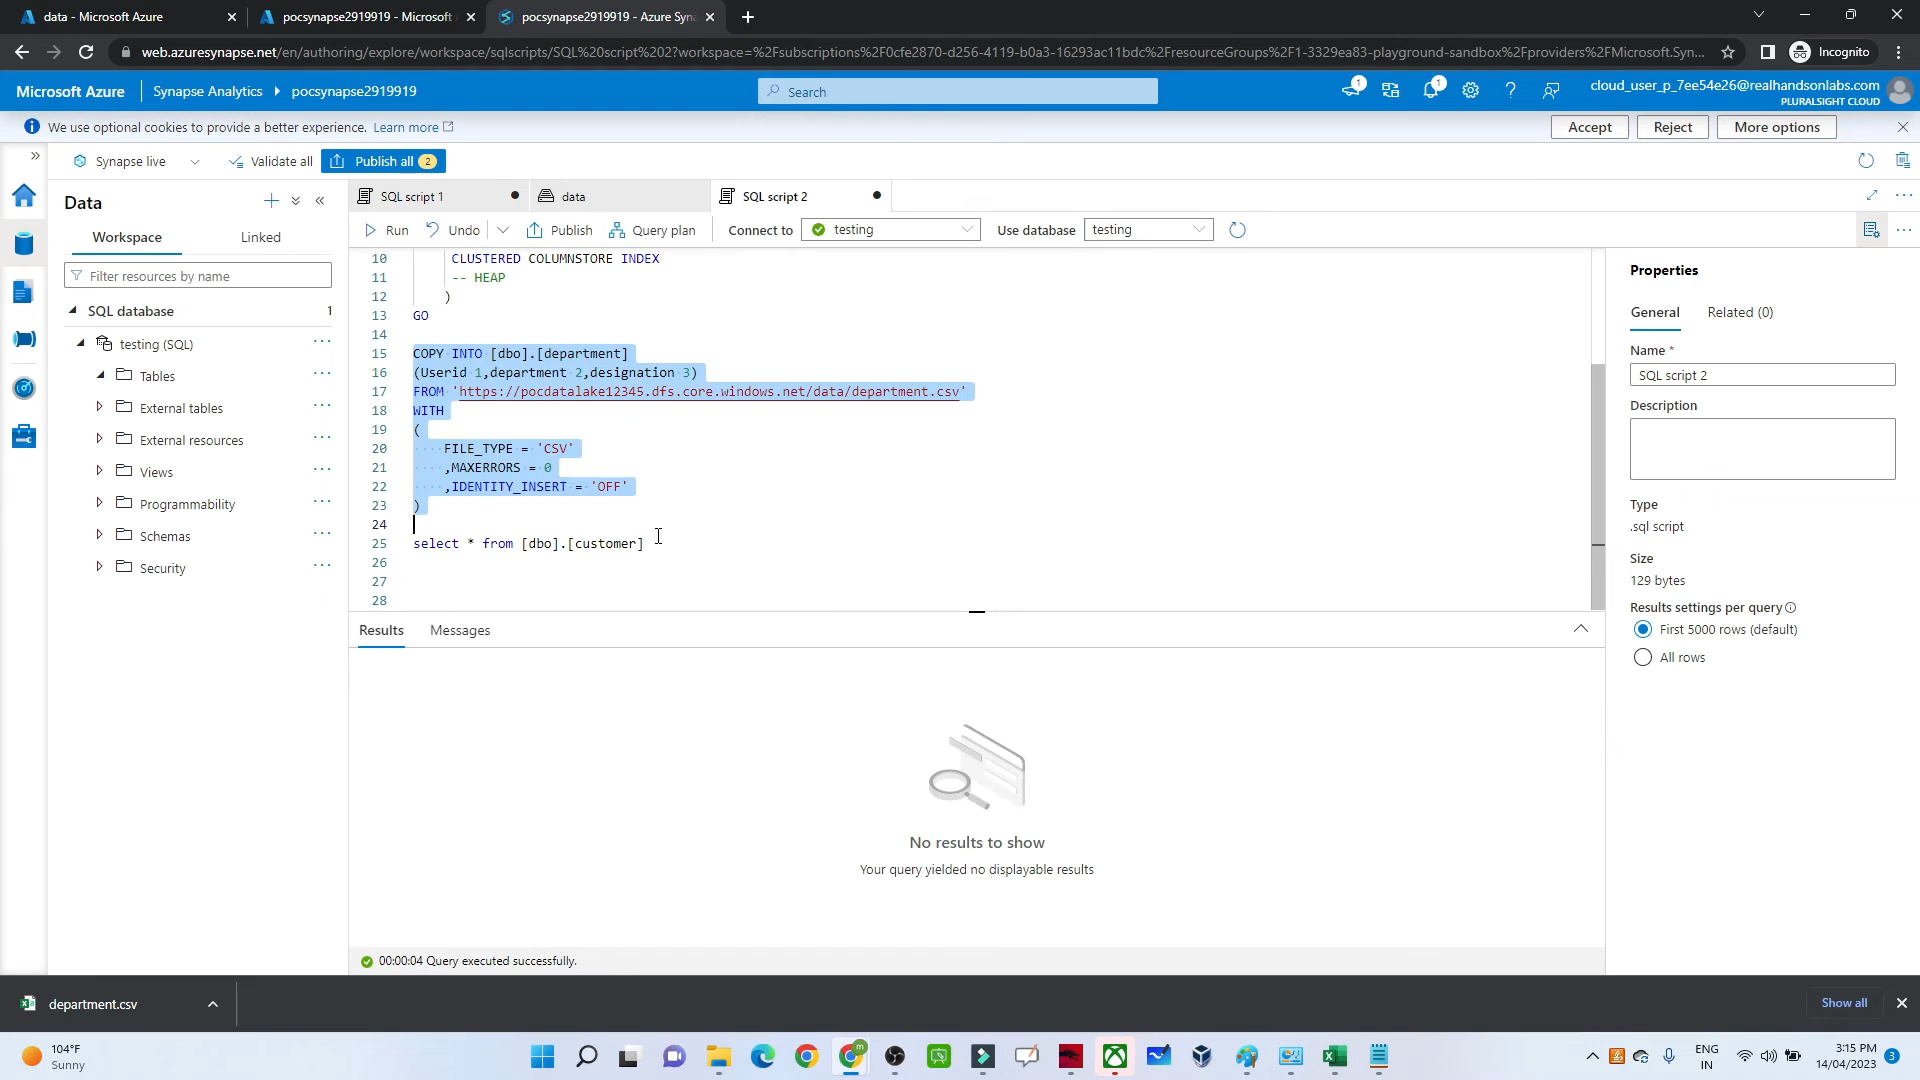 data - Microsoft Azure
pocsynapse2919919 - Microsoft
pocsynapse2919919 - Azure Syn
web.azuresynapse.net/en/authoring/explore/workspace/sqlscripts/SQL%20script%202?workspace=%2Fsubscriptions%2F0cfe2870-d256-4119-b0a3-16293ac11bdc%2FresourceGroups%2F1-3329ea83-playground-sandbox%2Fproviders%2FMicrosoft.Syn...
Incognito
Microsoft Azure
Synapse Analytics
pocsynapse2919919
Search
1
1
cloud_user_p_7ee54e26@realhandsonlabs.com
PLURALSIGHT CLOUD
We use optional cookies to provide a better experience. Learn more
Accept
Reject
More options
Synapse live
Validate all
Publish all 2
Data
Workspace
Linked
Filter resources by name
SQL database 1
testing (SQL)
Tables
External tables
External resources
Views
Programmability
Schemas
Security
SQL script 1
data
SQL script 2
Run
Undo
Publish
Query plan
Connect to
testing
Use database
testing
10 CLUSTERED COLUMNSTORE INDEX
11 -- HEAP
12 )
13 GO
14
15 COPY INTO [dbo].[department]
16 (Userid 1,department 2,designation 3)
17 FROM 'https://pocdatalake12345.dfs.core.windows.net/data/department.csv'
18 WITH
19 (
20 FILE_TYPE = 'CSV'
21 ,MAXERRORS = 0
22 ,IDENTITY_INSERT = 'OFF'
23 )
24
25 select * from [dbo].[customer]
26
27
28
Results
Messages
No results to show
Your query yielded no displayable results
00:00:04 Query executed successfully.
Properties
General
Related (0)
Name *
SQL script 2
Description
Type
.sql script
Size
129 bytes
Results settings per query
First 5000 rows (default)
All rows
department.csv
Show all
104°F
Sunny
ENG
IN
3:15 PM
14/04/2023
3